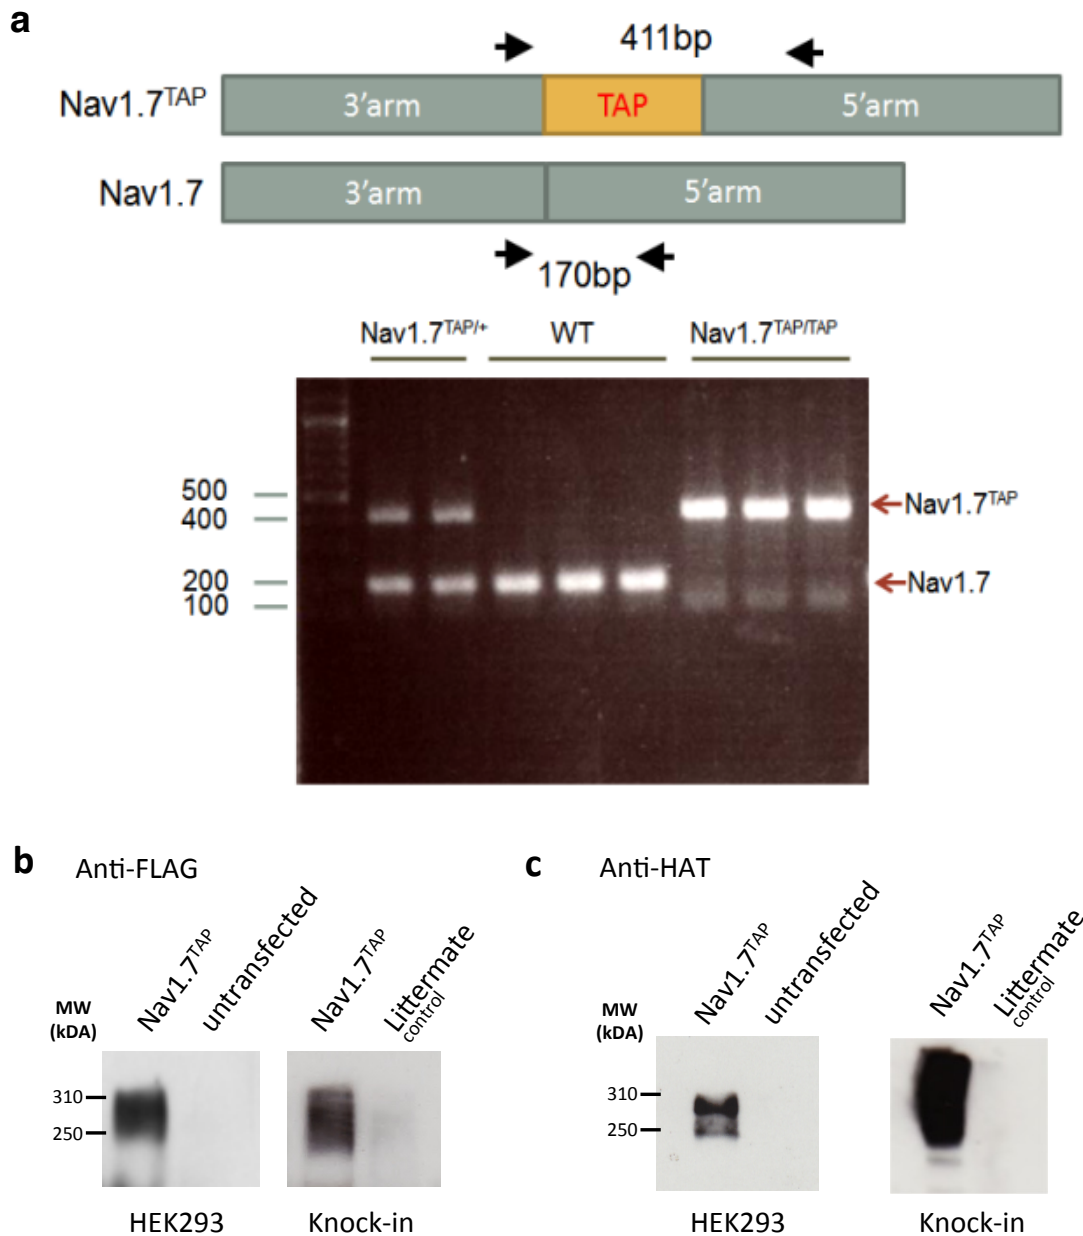 a
411bp
Nav1.7TAP 3'arm TAP 5'arm
Nav1.7 3'arm 5'arm
170bp
Nav1.7TAP/+ WT Nav1.7TAP/TAP
500
400
200
100
Nav1.7TAP
Nav1.7
b Anti-FLAG
Nav1.7TAP
untransfected
Nav1.7TAP
Littermate
control
MW
(kDA)
310
250
HEK293 Knock-in
c Anti-HAT
Nav1.7TAP
untransfected
Nav1.7TAP
Littermate
control
MW
(kDA)
310
250
HEK293 Knock-in